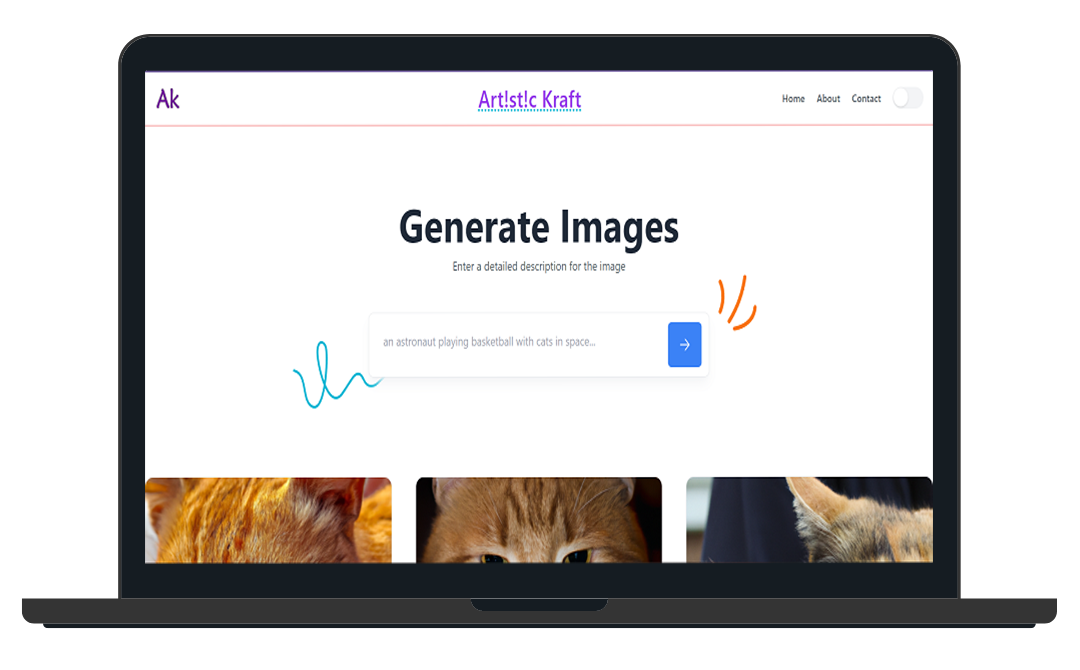 Ak
Art!st!c Kraft
Home About Contact
Generate Images
Enter a detailed description for the image
an astronaut playing basketball with cats in space...